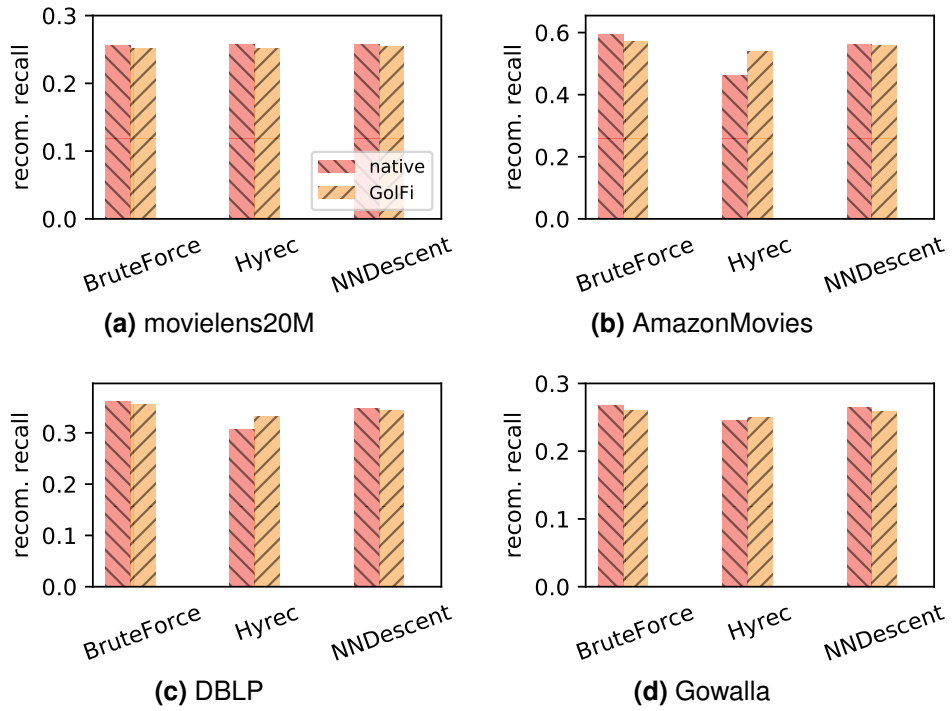 0.3
0.2
0.1
0.0
recom. recall
native
GolFi
BruteForce
Hyrec
NNDescent
(a) movielens20M
0.6
0.4
0.2
0.0
recom. recall
BruteForce
Hyrec
NNDescent
(b) AmazonMovies
0.3
0.2
0.1
0.0
recom. recall
BruteForce
Hyrec
NNDescent
(c) DBLP
0.3
0.2
0.1
0.0
recom. recall
BruteForce
Hyrec
NNDescent
(d) Gowalla